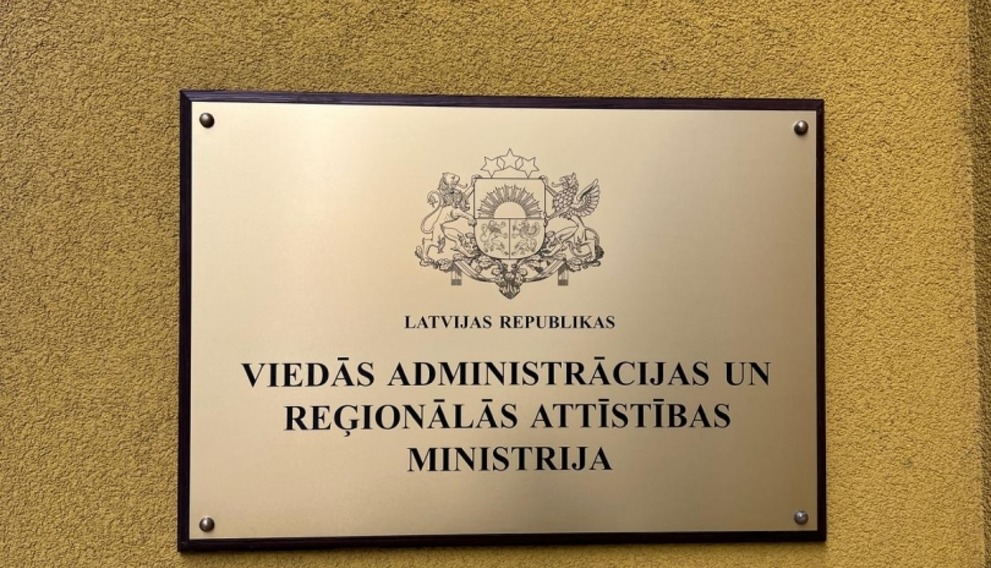 LATVIJAS REPUBLIKAS
VIEDĀS ADMINISTRĀCIJAS UN
REĢIONĀLĀS ATTĪSTĪBAS
MINISTRIJA